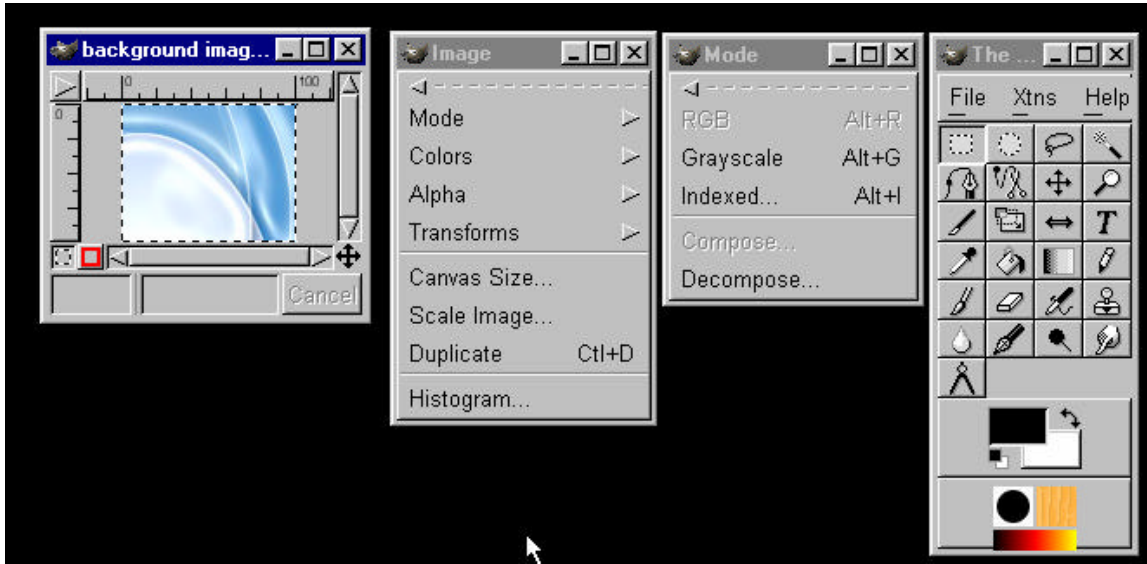 background imag...
0
100
0
Cancel
Image
Mode
Colors
Alpha
Transforms
Canvas Size...
Scale Image...
Duplicate Ctl+D
Histogram...
Mode
RGB Alt+R
Grayscale Alt+G
Indexed... Alt+I
Compose...
Decompose...
The ...
File Xtns Help
T